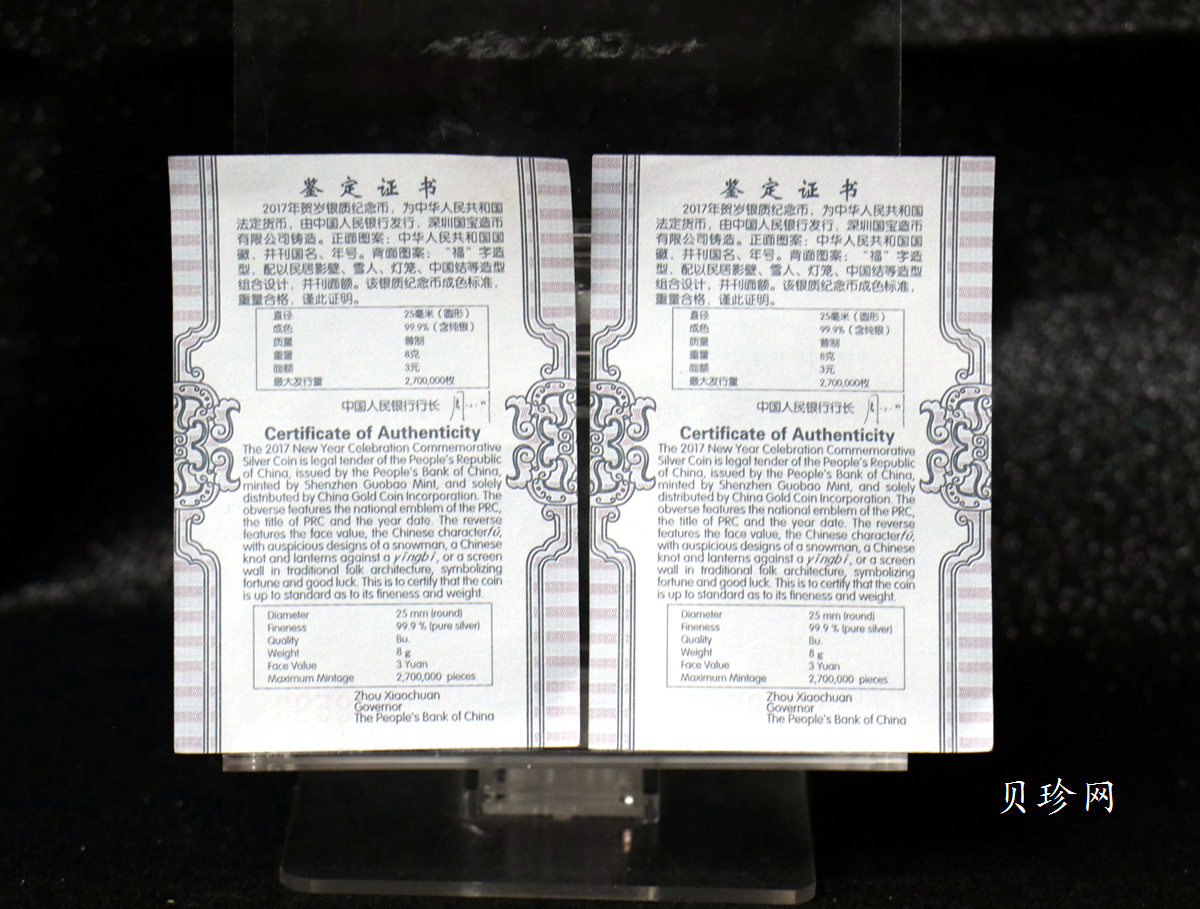 鉴定证书
2017年贺岁银质纪念币，为中华人民共和国
法定货币，由中国人民银行发行，深圳国宝造币
有限公司铸造。正面图案：中华人民共和国国
徽，并刊国名、年号。背面图案：“福”字造
型，配以民居影壁、雪人、灯笼、中国结等造型
组合设计，并刊面额。该银质纪念币成色标准，
重量合格，谨此证明。
直径 25毫米（圆形）
成色 99.9%（含纯银）
质量 普制
重量 8克
面额 3元
最大发行量 2,700,000枚
中国人民银行行长
Certificate of Authenticity
The 2017 New Year Celebration Commemorative
Silver Coin is legal tender of the People's Republic
of China, issued by the People's Bank of China,
minted by Shenzhen Guobao Mint, and solely
distributed by China Gold Coin Incorporation. The
obverse features the national emblem of the PRC,
the title of PRC and the year date. The reverse
features the face value, the Chinese characterfú,
with auspicious designs of a snowman, a Chinese
knot and lanterns against a yǐngbì, or a screen
wall in traditional folk architecture, symbolizing
fortune and good luck. This is to certify that the coin
is up to standard as to its fineness and weight.
Diameter 25 mm (round)
Fineness 99.9 % (pure silver)
Quality Bu.
Weight 8 g
Face Value 3 Yuan
Maximum Mintage 2,700,000 pieces
Zhou Xiaochuan
Governor
The People's Bank of China
鉴定证书
2017年贺岁银质纪念币，为中华人民共和国
法定货币，由中国人民银行发行，深圳国宝造币
有限公司铸造。正面图案：中华人民共和国国
徽，并刊国名、年号。背面图案：“福”字造
型，配以民居影壁、雪人、灯笼、中国结等造型
组合设计，并刊面额。该银质纪念币成色标准，
重量合格，谨此证明。
直径 25毫米（圆形）
成色 99.9%（含纯银）
质量 普制
重量 8克
面额 3元
最大发行量 2,700,000枚
中国人民银行行长
Certificate of Authenticity
The 2017 New Year Celebration Commemorative
Silver Coin is legal tender of the People's Republic
of China, issued by the People's Bank of China,
minted by Shenzhen Guobao Mint, and solely
distributed by China Gold Coin Incorporation. The
obverse features the national emblem of the PRC,
the title of PRC and the year date. The reverse
features the face value, the Chinese characterfú,
with auspicious designs of a snowman, a Chinese
knot and lanterns against a yǐngbì, or a screen
wall in traditional folk architecture, symbolizing
fortune and good luck. This is to certify that the coin
is up to standard as to its fineness and weight.
Diameter 25 mm (round)
Fineness 99.9 % (pure silver)
Quality Bu.
Weight 8 g
Face Value 3 Yuan
Maximum Mintage 2,700,000 pieces
Zhou Xiaochuan
Governor
The People's Bank of China
贝珍网